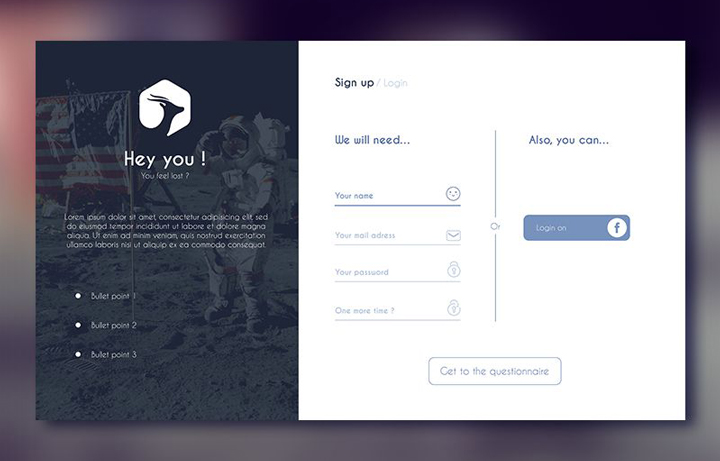 Hey you !
You feel lost ?
Lorem ipsum dolor sit amet, consectetur adipisicing elit, sed
do eiusmod tempor incididunt ut labore et dolore magna
aliqua. Ut enim ad minim veniam, quis nostrud exercitation
ullamco laboris nisi ut aliquip ex ea commodo consequat.
Bullet point 1
Bullet point 2
Bullet point 3
Sign up / Login
We will need...
Your name
Your mail adress
Your password
One more time ?
Or
Also, you can...
Login on f
Get to the questionnaire